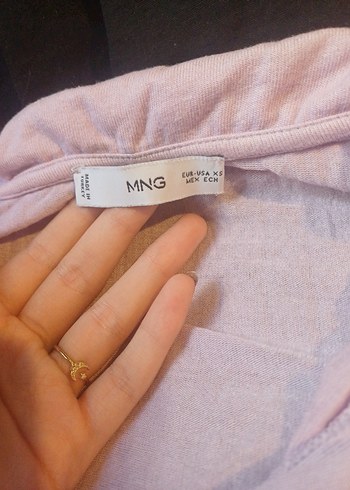 MADE IN
TURKEY
MNG
EUR-USA XS
MEX ECH